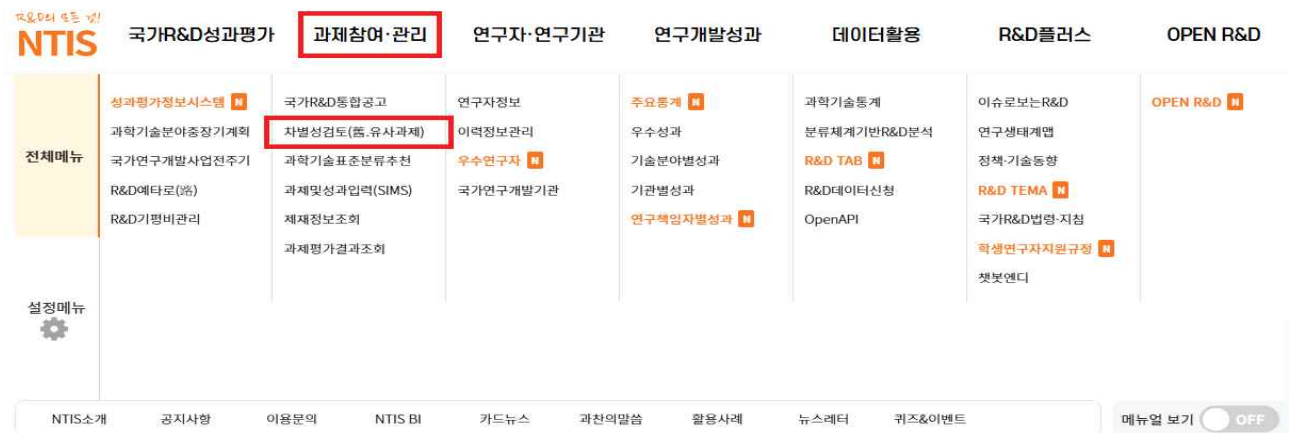 R&D의 모든 것!
NTIS
국가R&D성과평가 과제참여·관리 연구자·연구기관 연구개발성과 데이터활용 R&D플러스 OPEN R&D
전체메뉴
성과평가정보시스템 N
과학기술분야중장기계획
국가연구개발사업전주기
R&D예타로(路)
R&D기평비관리
국가R&D통합공고
차별성검토(舊.유사과제)
과학기술표준분류추천
과제및성과입력(SIMS)
제재정보조회
과제평가결과조회
연구자정보
이력정보관리
우수연구자 N
국가연구개발기관
주요통계 N
우수성과
기술분야별성과
기관별성과
연구책임자별성과 N
과학기술통계
분류체계기반R&D분석
R&D TAB N
R&D데이터신청
OpenAPI
이슈로보는R&D
연구생태계맵
정책·기술동향
R&D TEMA N
국가R&D법령·지침
학생연구자지원규정 N
챗봇엔디
OPEN R&D N
설정메뉴
NTIS소개 공지사항 이용문의 NTIS BI 카드뉴스 과찬의말씀 활용사례 뉴스레터 퀴즈&이벤트 메뉴얼 보기 OFF